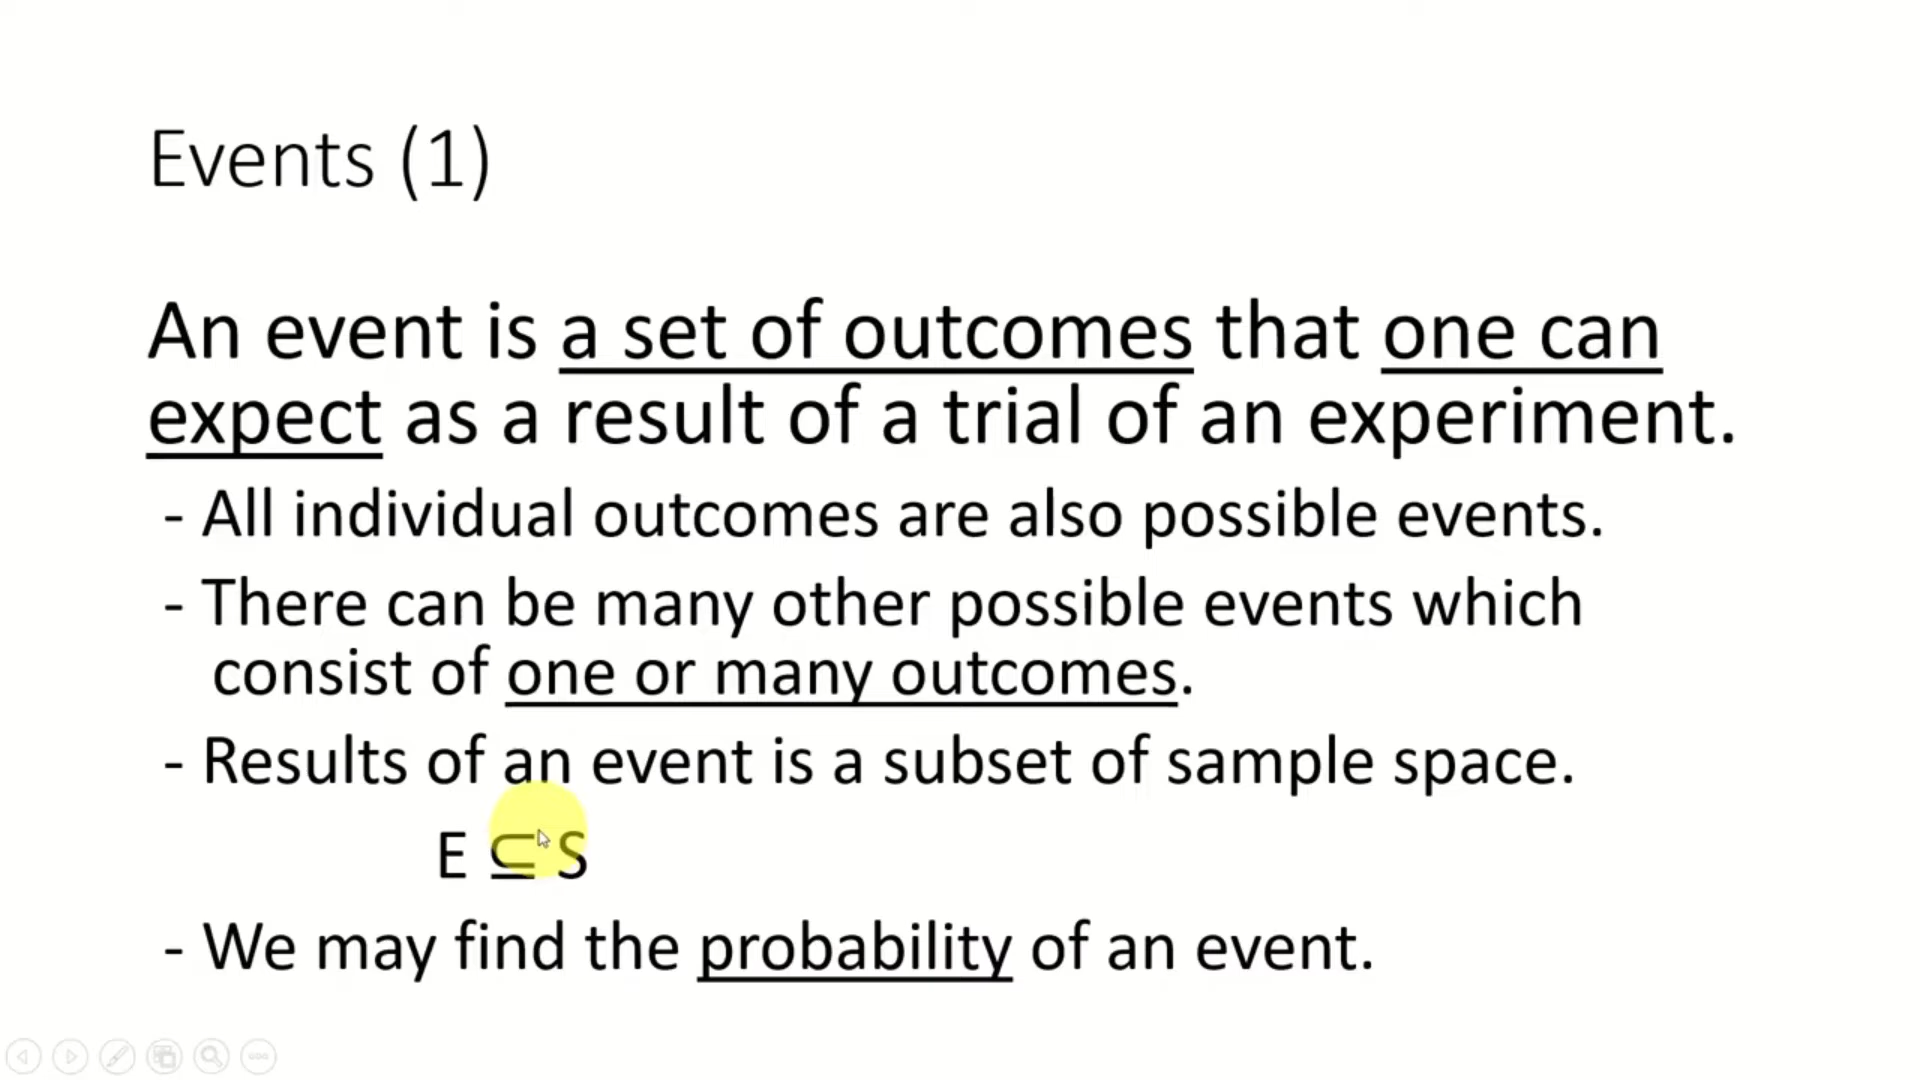 Events (1)
An event is a set of outcomes that one can
expect as a result of a trial of an experiment.
- All individual outcomes are also possible events.
- There can be many other possible events which
consist of one or many outcomes.
- Results of an event is a subset of sample space.
E ⊆ S
- We may find the probability of an event.